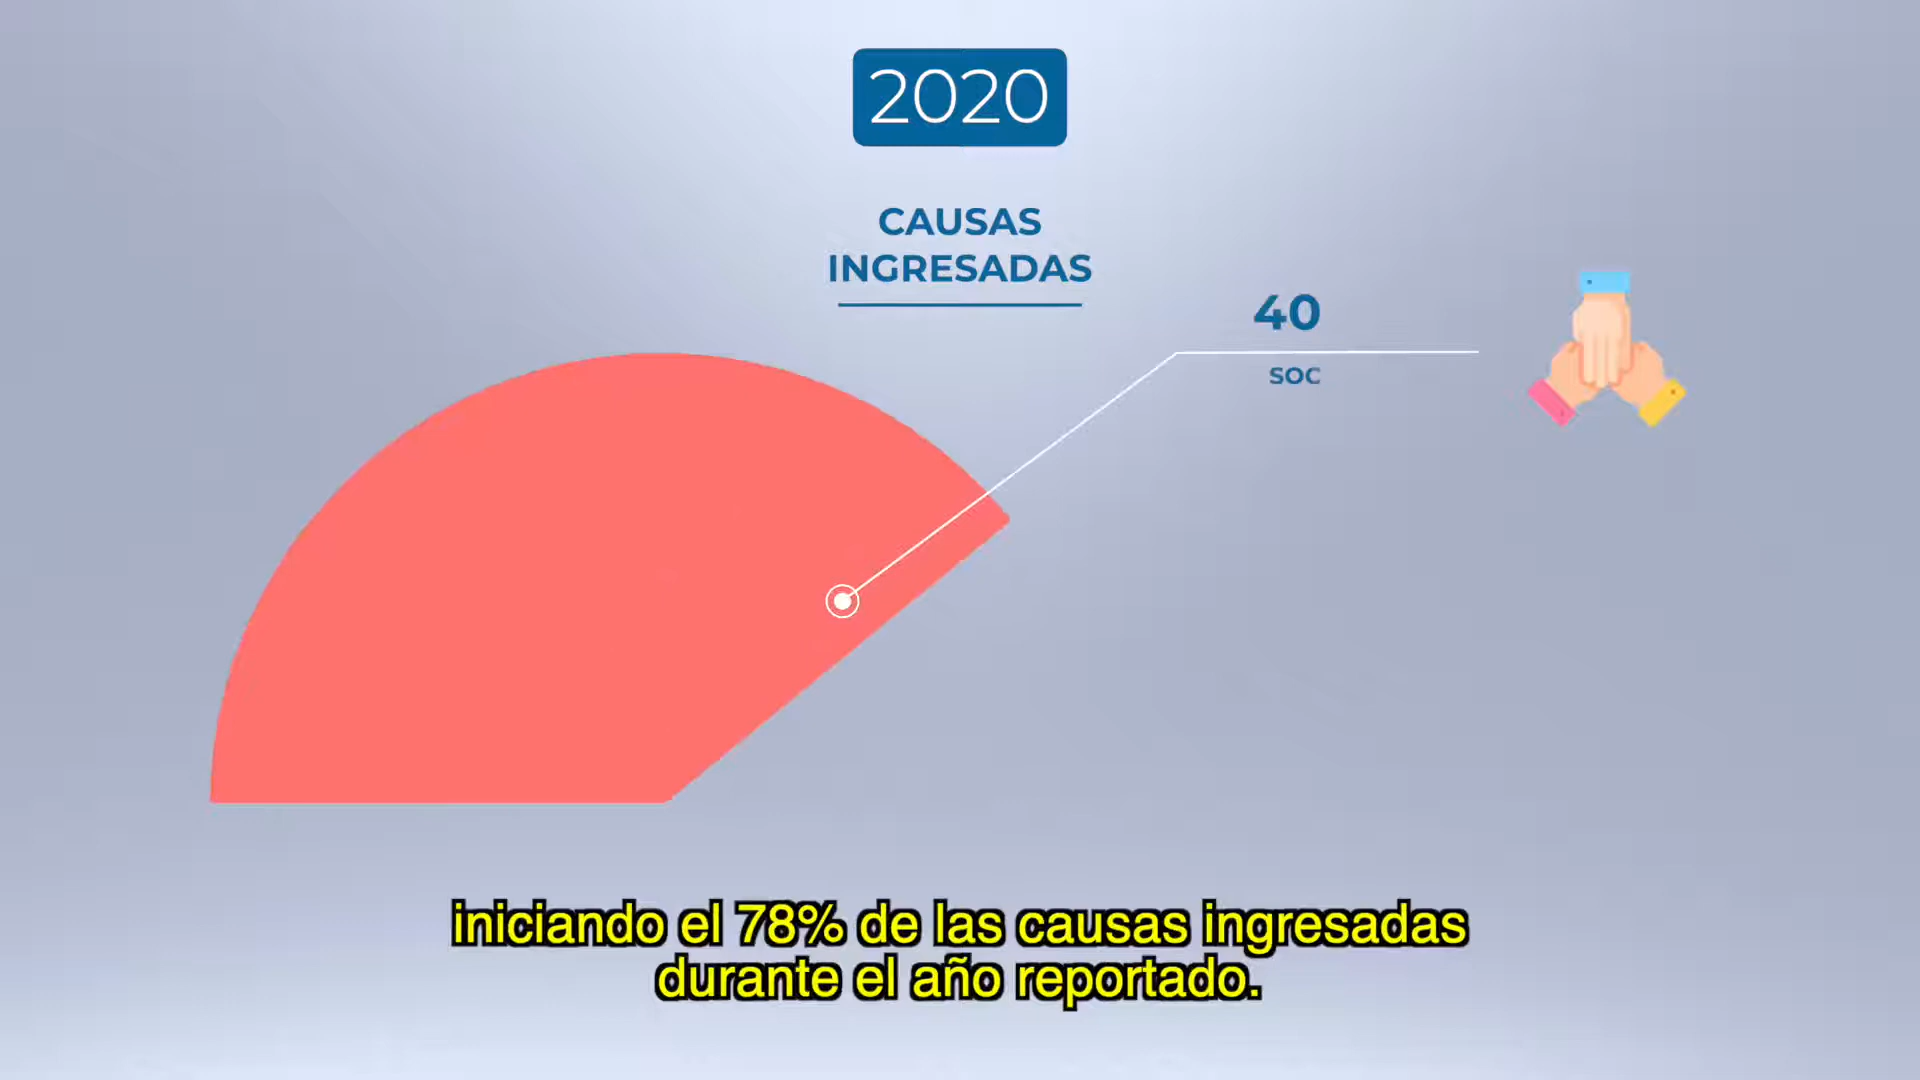 2020
CAUSAS
INGRESADAS
40
SOC
iniciando el 78% de las causas ingresadas
durante el año reportado.